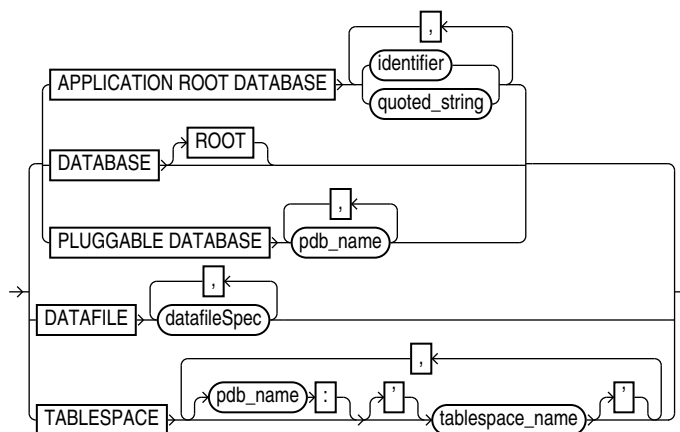 ,
APPLICATION ROOT DATABASE identifier
quoted_string
DATABASE ROOT
,
PLUGGABLE DATABASE pdb_name
,
DATAFILE datafileSpec
,
TABLESPACE pdb_name : ' tablespace_name '